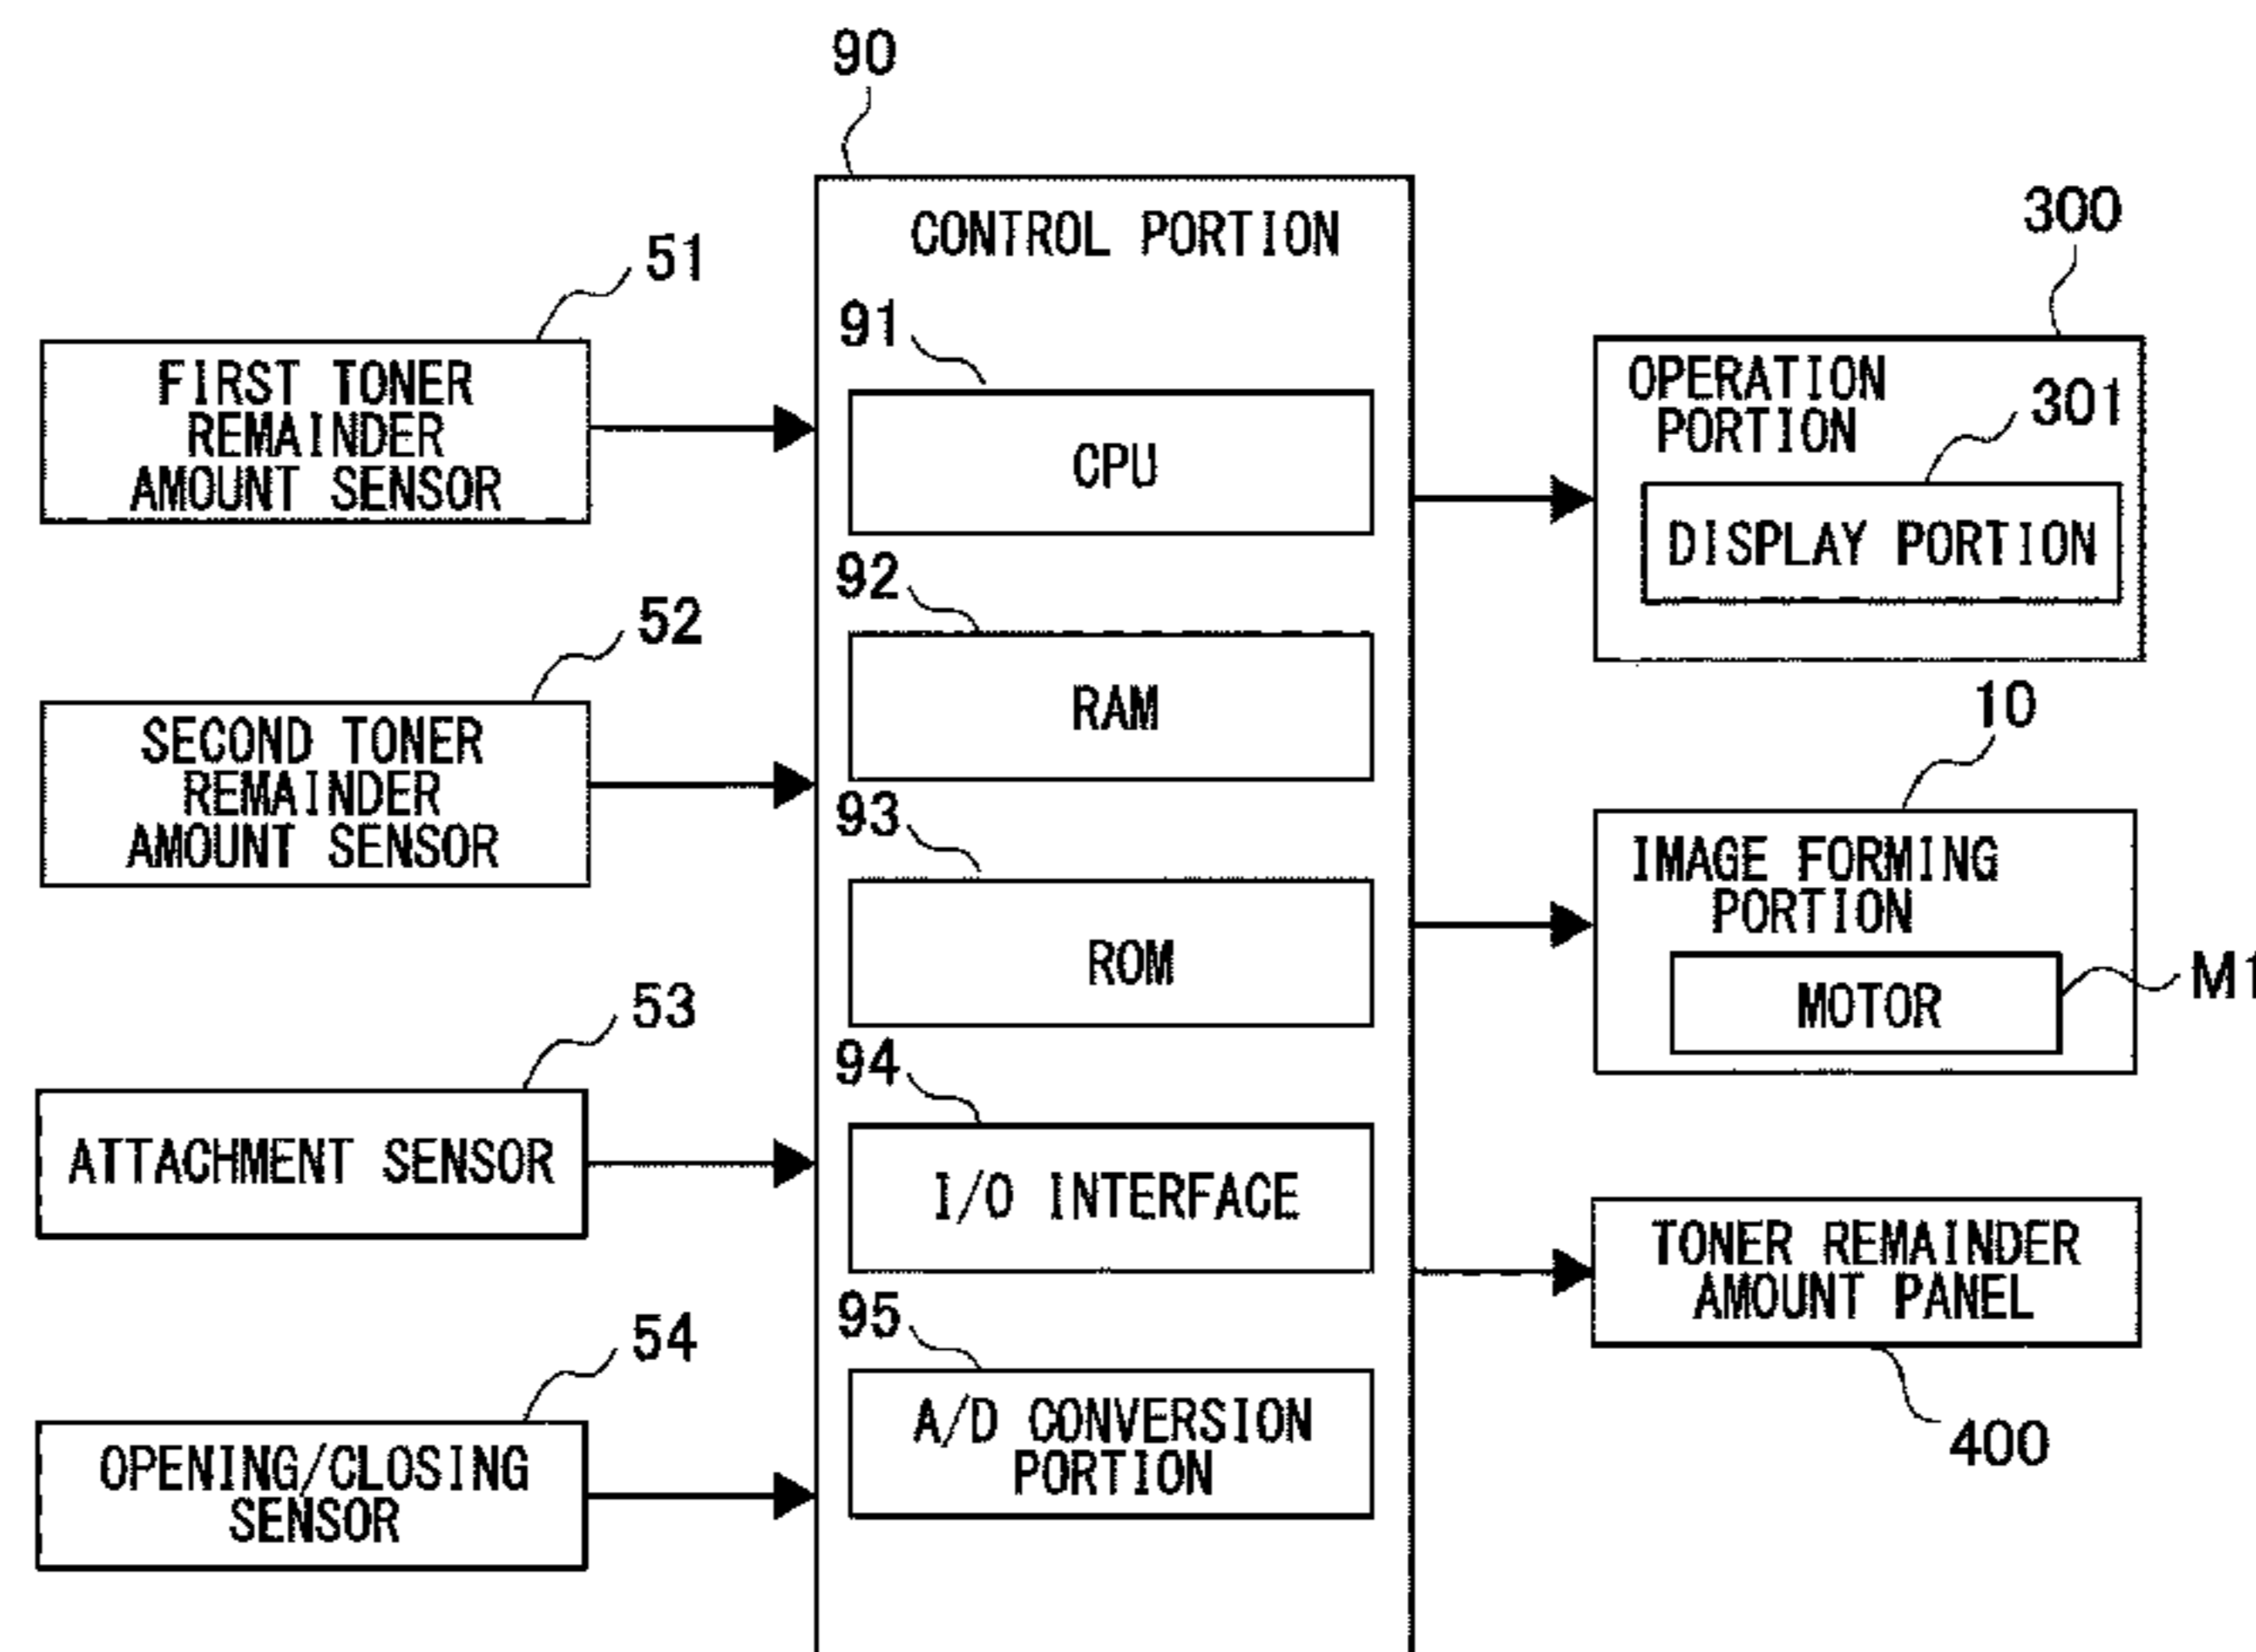 90
CONTROL PORTION
51
FIRST TONER
REMAINDER
AMOUNT SENSOR
52
SECOND TONER
REMAINDER
AMOUNT SENSOR
53
ATTACHMENT SENSOR
54
OPENING/CLOSING
SENSOR
91
CPU
92
RAM
93
ROM
94
I/O INTERFACE
95
A/D CONVERSION
PORTION
300
OPERATION
PORTION
301
DISPLAY PORTION
10
IMAGE FORMING
PORTION
MOTOR
M1
TONER REMAINDER
AMOUNT PANEL
400